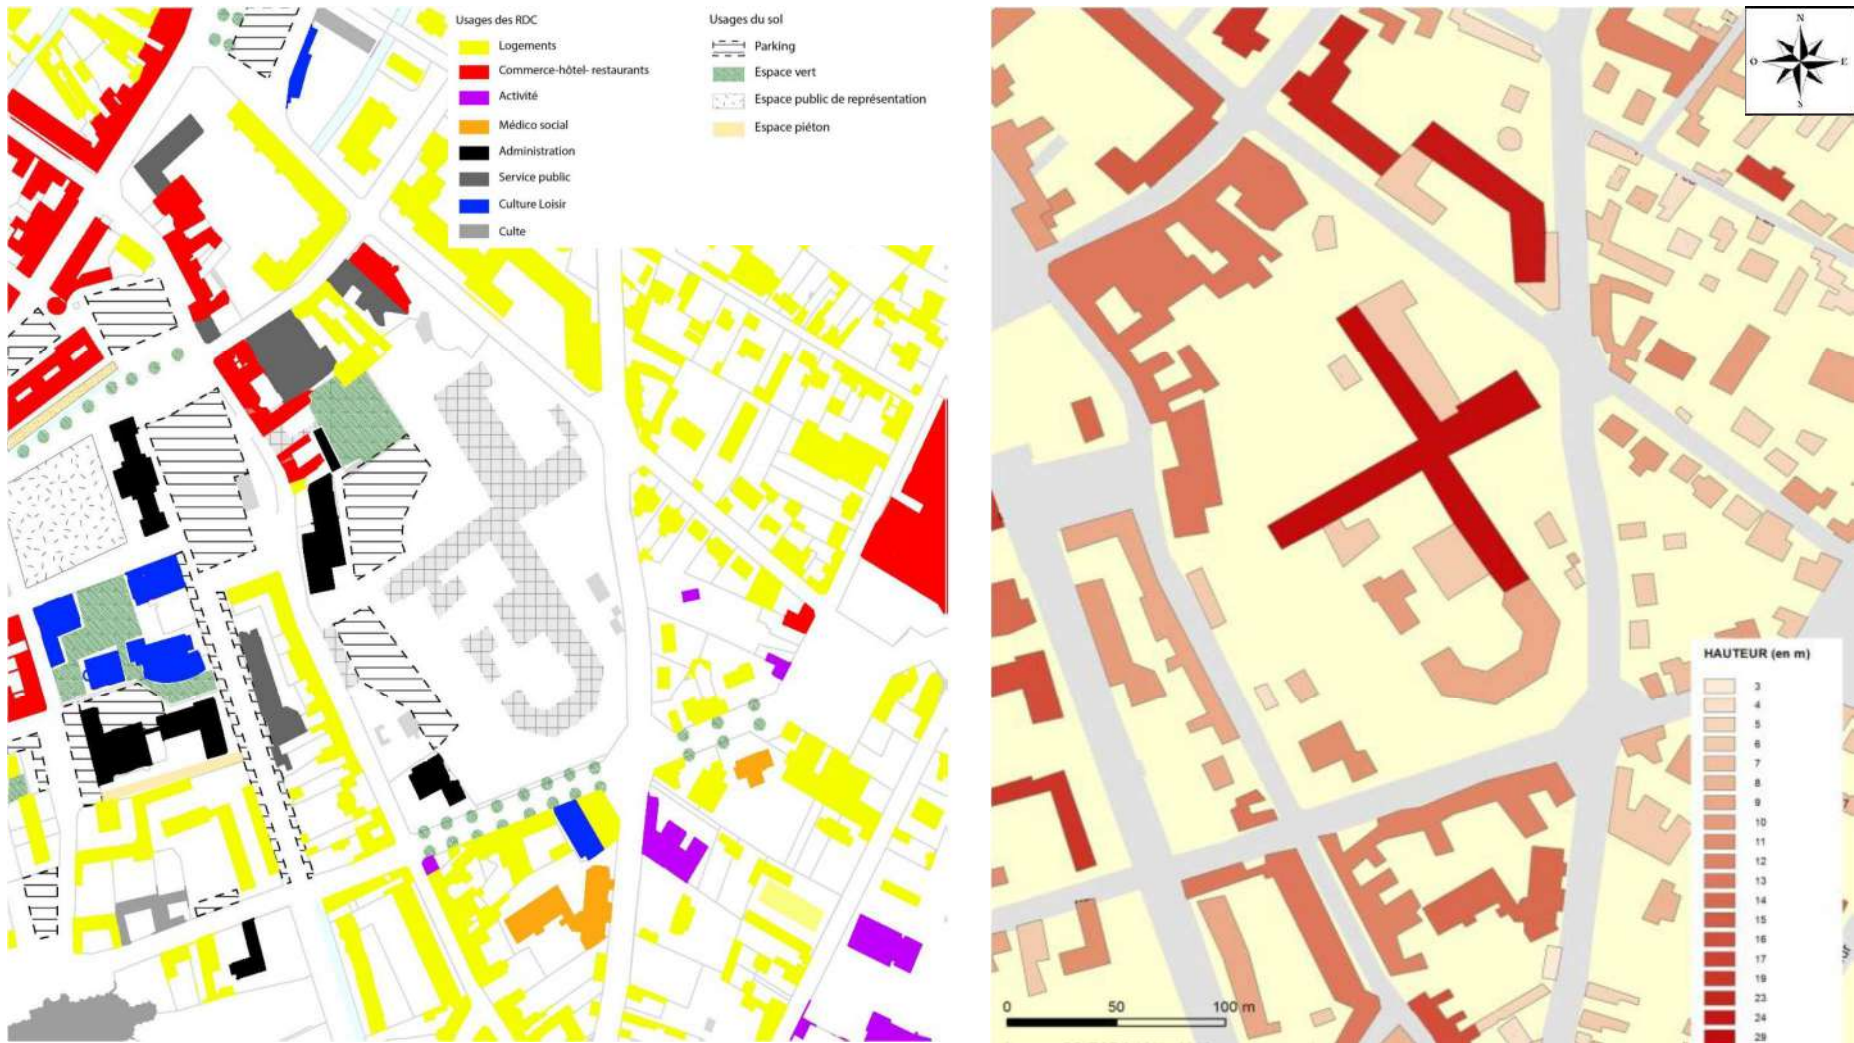 Usages des RDC
Logements
Commerce-hôtel- restaurants
Activité
Médico social
Administration
Service public
Culture Loisir
Culte
Usages du sol
Parking
Espace vert
Espace public de représentation
Espace piéton
N
O
E
S
HAUTEUR (en m)
3
4
5
6
7
8
9
10
11
12
13
14
15
16
17
19
23
24
29
7
0
50
100 m